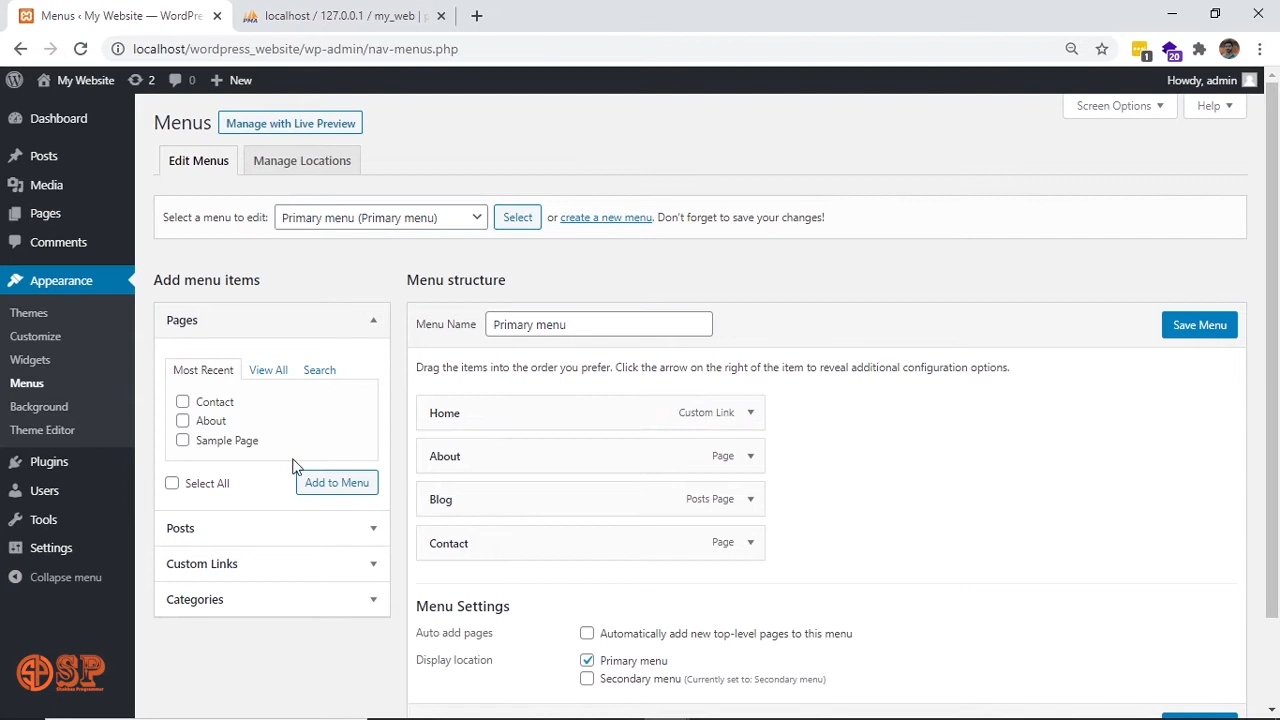 Menus ‹ My Website — WordPre
localhost / 127.0.0.1 / my_web | p
localhost/wordpress_website/wp-admin/nav-menus.php
1
20
My Website
2
0
New
Howdy, admin
Dashboard
Posts
Media
Pages
Comments
Appearance
Themes
Customize
Widgets
Menus
Background
Theme Editor
Plugins
Users
Tools
Settings
Collapse menu
SP
Shahbaz Programmer
Screen Options
Help
Menus
Manage with Live Preview
Edit Menus
Manage Locations
Select a menu to edit: Primary menu (Primary menu) Select or create a new menu. Don't forget to save your changes!
Add menu items
Pages
Most Recent View All Search
Contact
About
Sample Page
Select All
Add to Menu
Posts
Custom Links
Categories
Menu structure
Menu Name Primary menu
Save Menu
Drag the items into the order you prefer. Click the arrow on the right of the item to reveal additional configuration options.
Home Custom Link
About Page
Blog Posts Page
Contact Page
Menu Settings
Auto add pages Automatically add new top-level pages to this menu
Display location Primary menu
Secondary menu (Currently set to: Secondary menu)